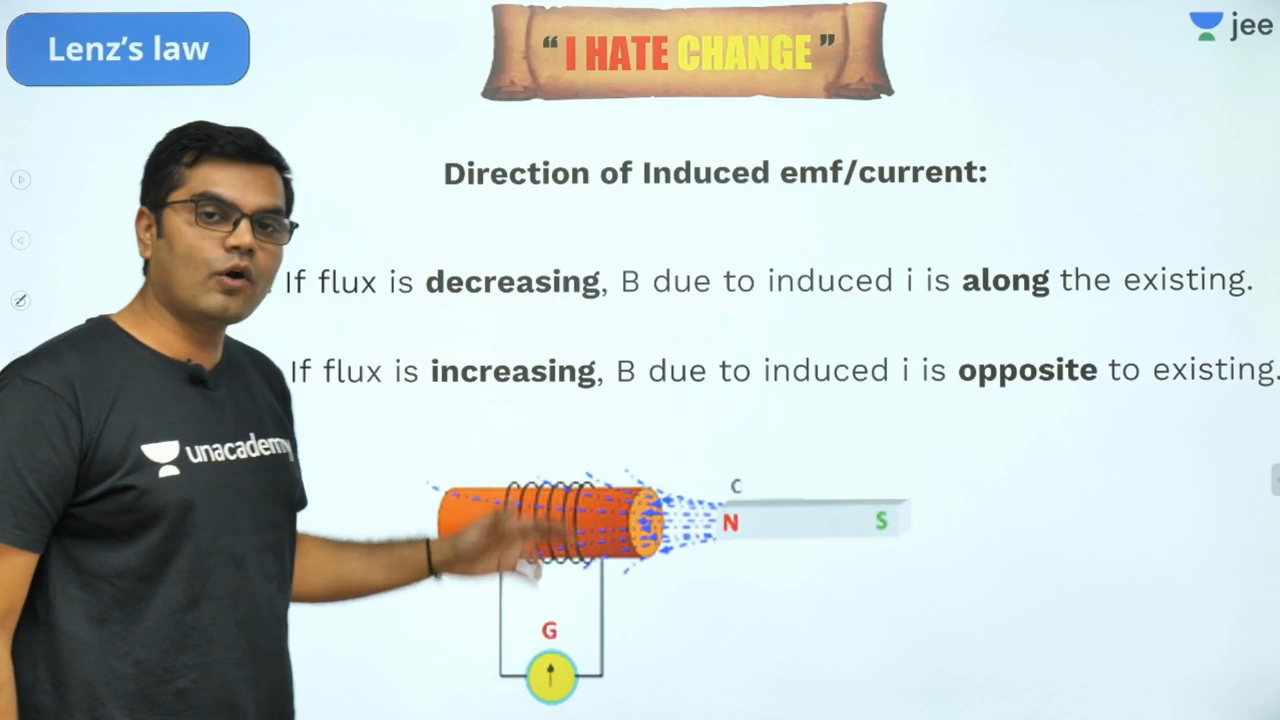 Lenz’s law
“ I HATE CHANGE ”
jee
Direction of Induced emf/current:
If flux is decreasing, B due to induced i is along the existing.
If flux is increasing, B due to induced i is opposite to existing.
unacademy
C
N
S
G